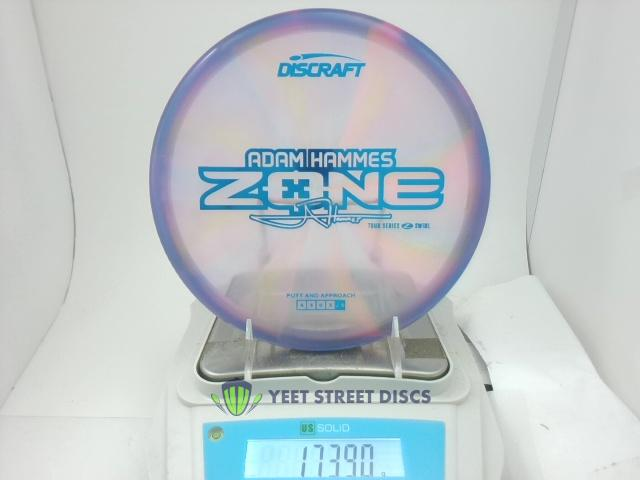 DISCRAFT
ADAM HAMMES
ZONE
TOUR SERIES Z SWIRL
PUTT AND APPROACH
YEET STREET DISCS
US SOLID
173.90 g